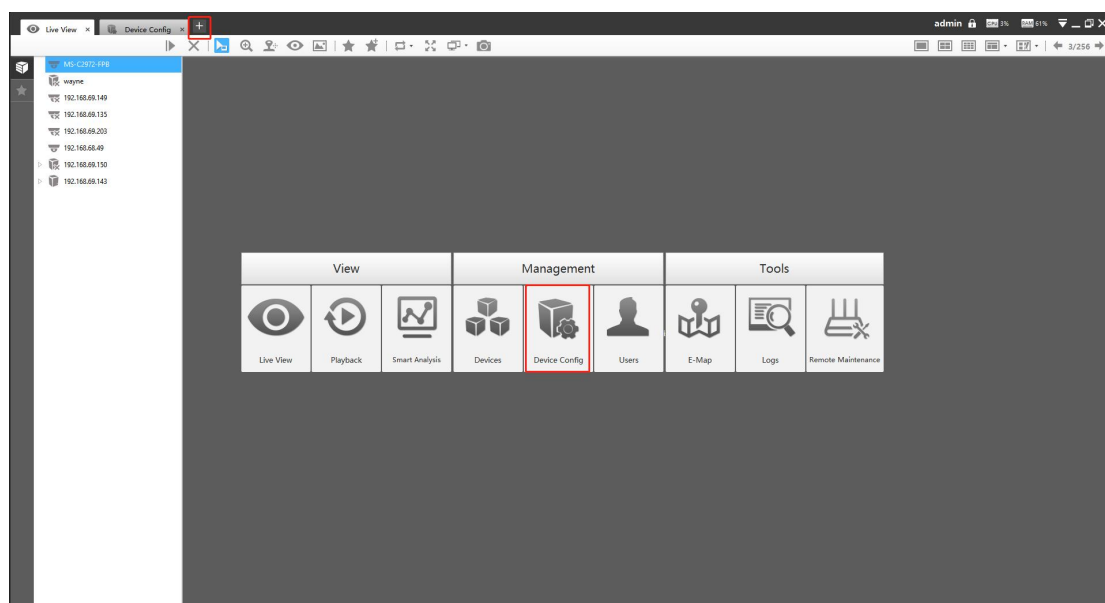 Live View × Device Config × + admin CPU 3% RAM 61%
3/256
MS-C2972-FPB
wayne
192.168.69.149
192.168.69.135
192.168.69.203
192.168.68.49
192.168.69.150
192.168.69.143
View Management Tools
Live View Playback Smart Analysis Devices Device Config Users E-Map Logs Remote Maintenance